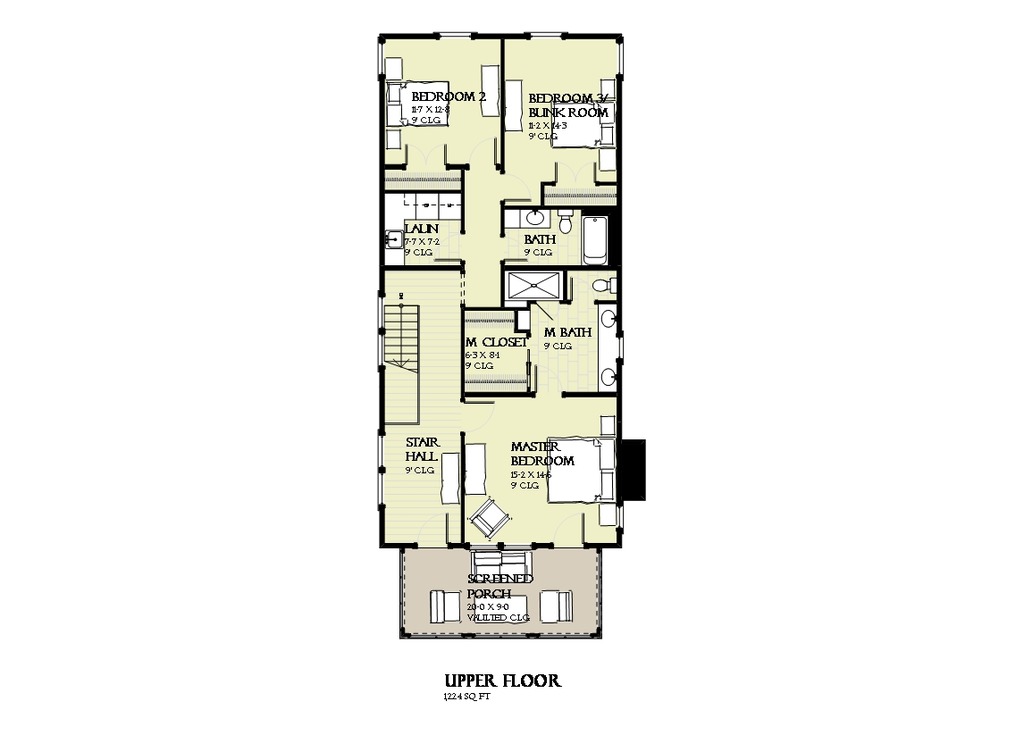 BEDROOM 2
11-7 X 12-8
9' CLG
BEDROOM 3/
BUNK ROOM
11-2 X 14-3
9' CLG
LAUN
7-7 X 7-2
9' CLG
BATH
9' CLG
M BATH
9' CLG
M CLOSET
6-3 X 8-1
9' CLG
STAIR
HALL
9' CLG
MASTER
BEDROOM
15-2 X 14-6
9' CLG
SCREENED
PORCH
20-0 X 9-0
VAULTED CLG
UPPER FLOOR
1,224 SQ FT